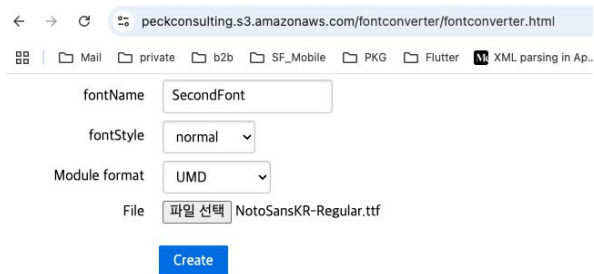 peckconsulting.s3.amazonaws.com/fontconverter/fontconverter.html
Mail private b2b SF_Mobile PKG Flutter XML parsing in Ap..
fontName SecondFont
fontStyle normal
Module format UMD
File 파일 선택 NotoSansKR-Regular.ttf
Create